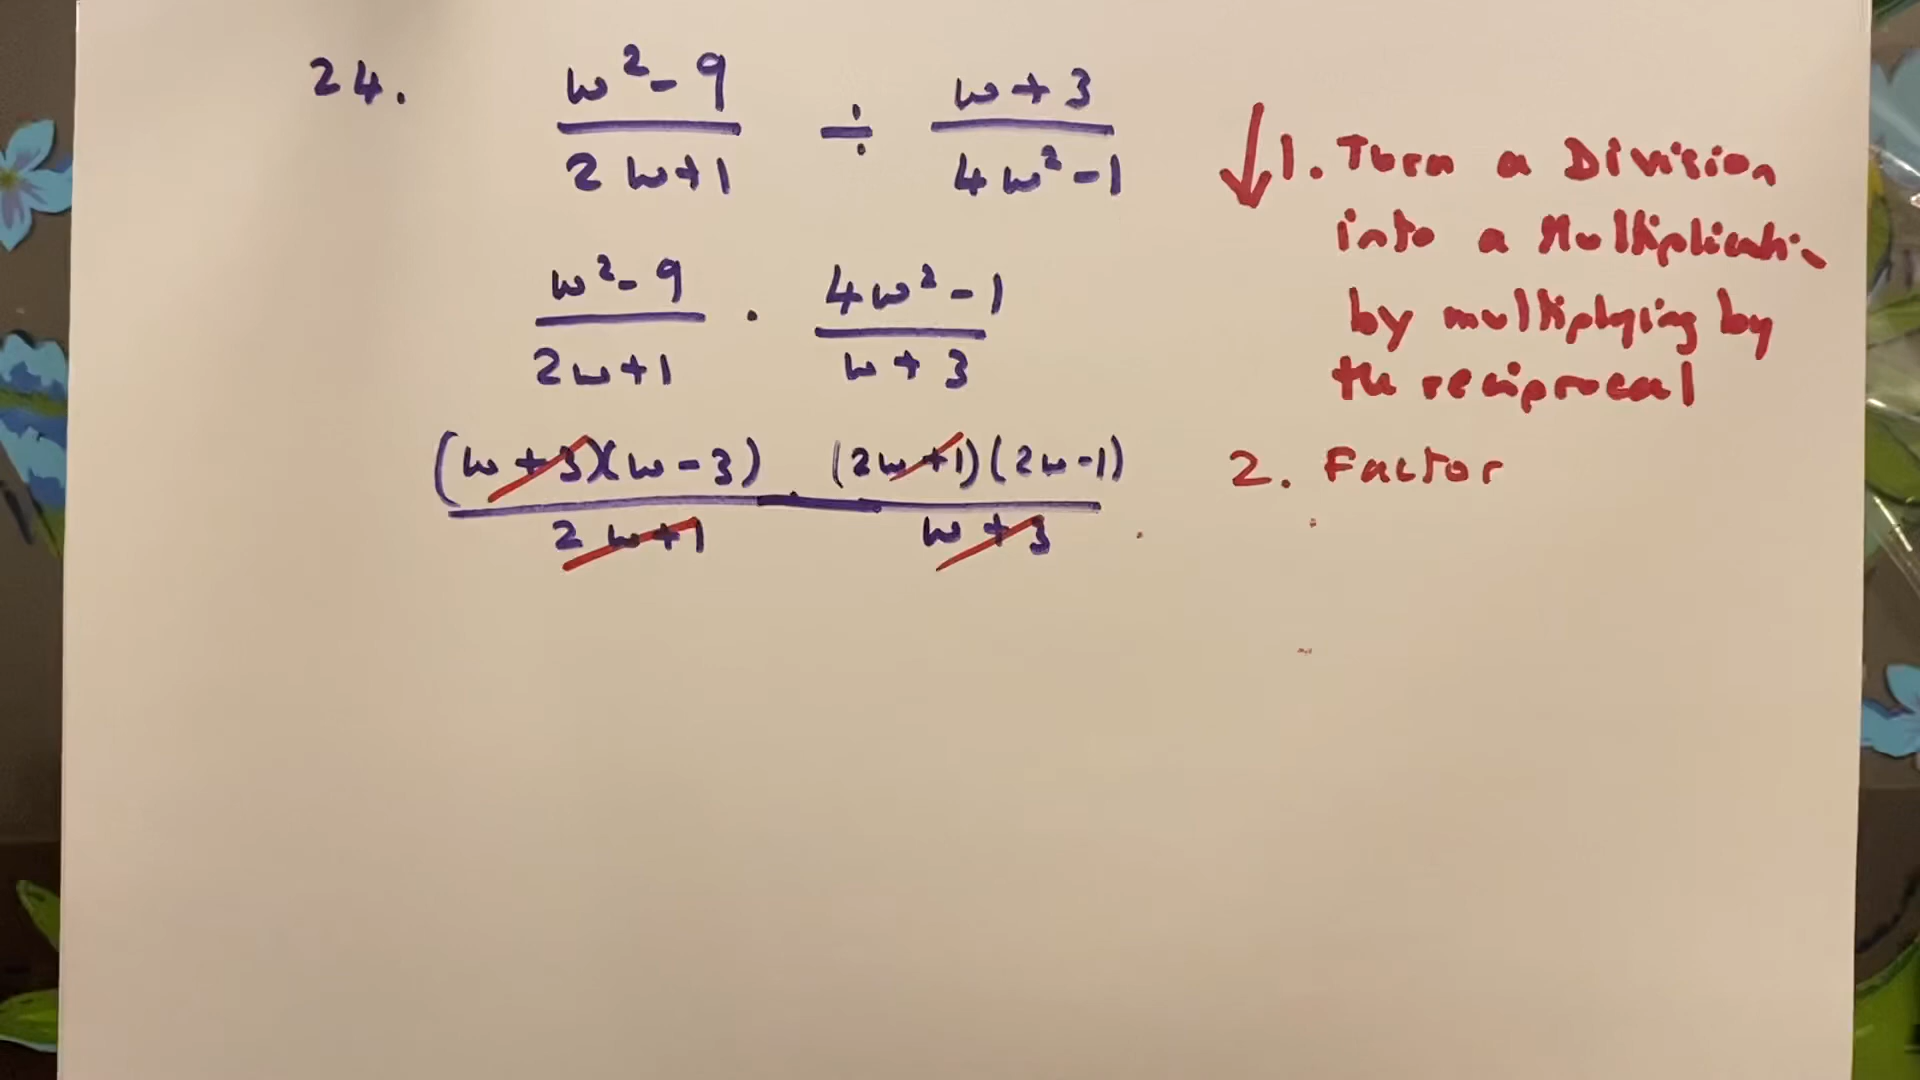 24. w²-9 / 2w+1 ÷ w+3 / 4w²-1
w²-9 / 2w+1 · 4w²-1 / w+3
(w+3)(w-3) · (2w+1)(2w-1) / 2w+1 w+3
1. Turn a Division
into a Multiplication
by multiplying by
the reciprocal
2. Factor